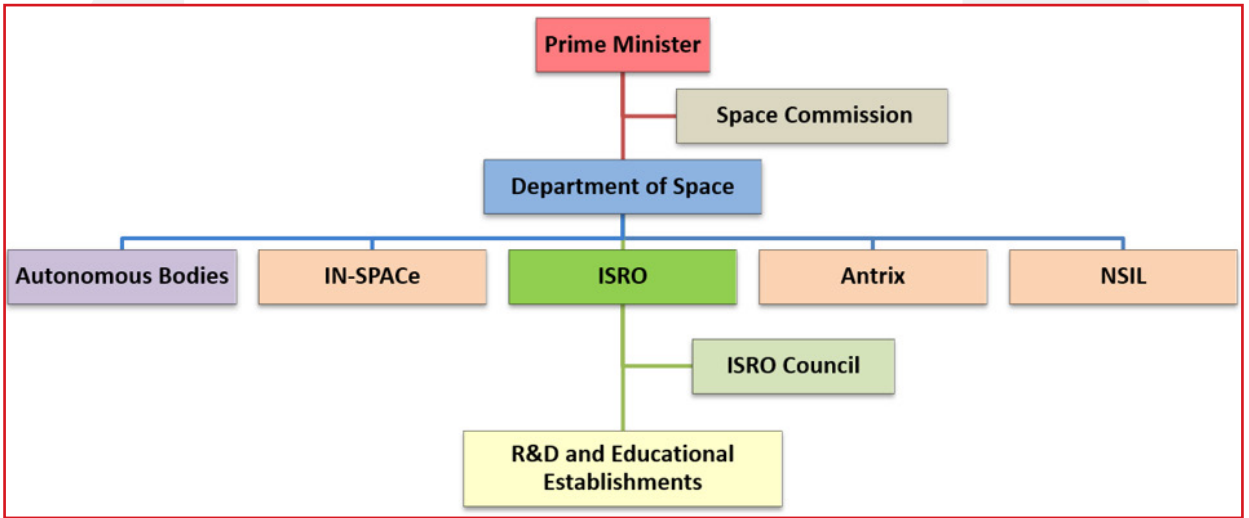 Prime Minister
Space Commission
Department of Space
Autonomous Bodies
IN-SPACe
ISRO
Antrix
NSIL
ISRO Council
R&D and Educational
Establishments